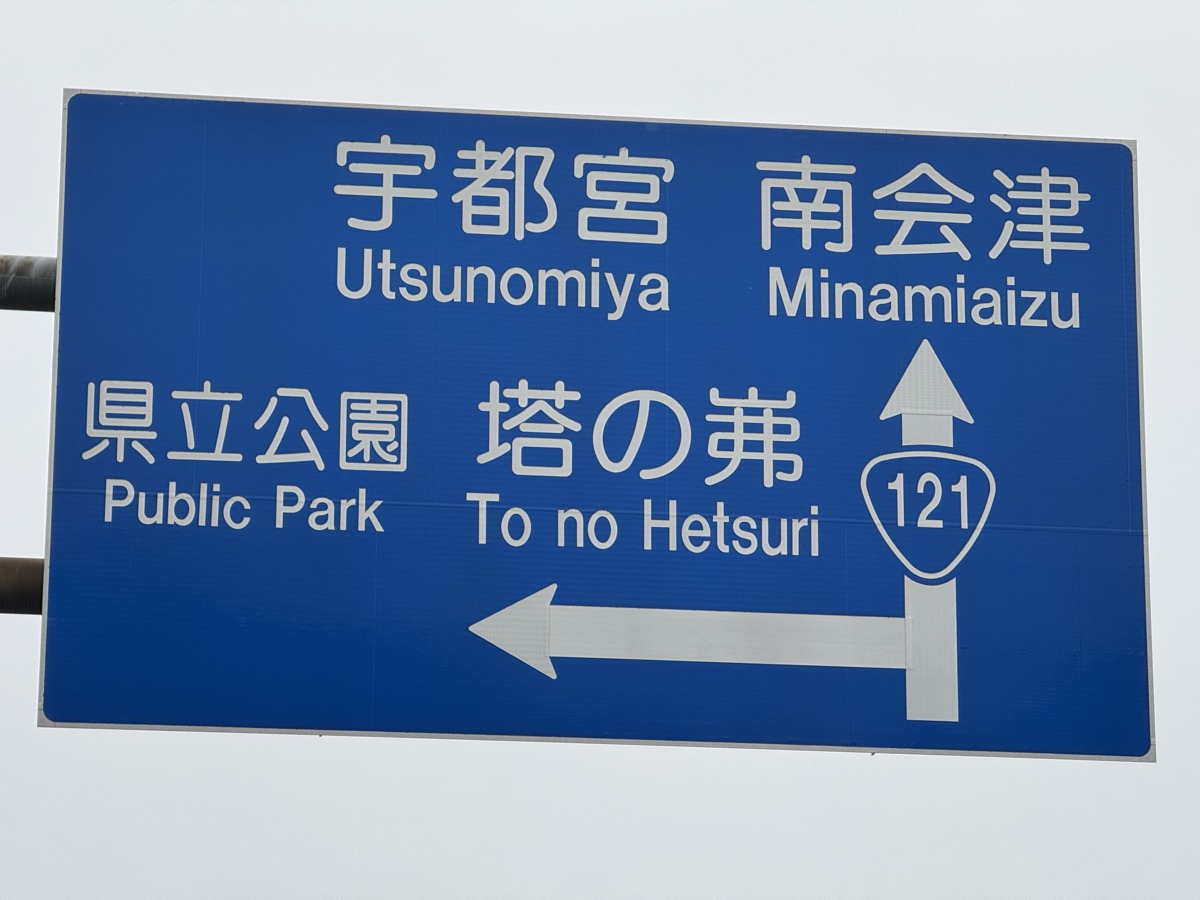 宇都宮 南会津
Utsunomiya Minamiaizu
県立公園 塔の岪
Public Park To no Hetsuri
121